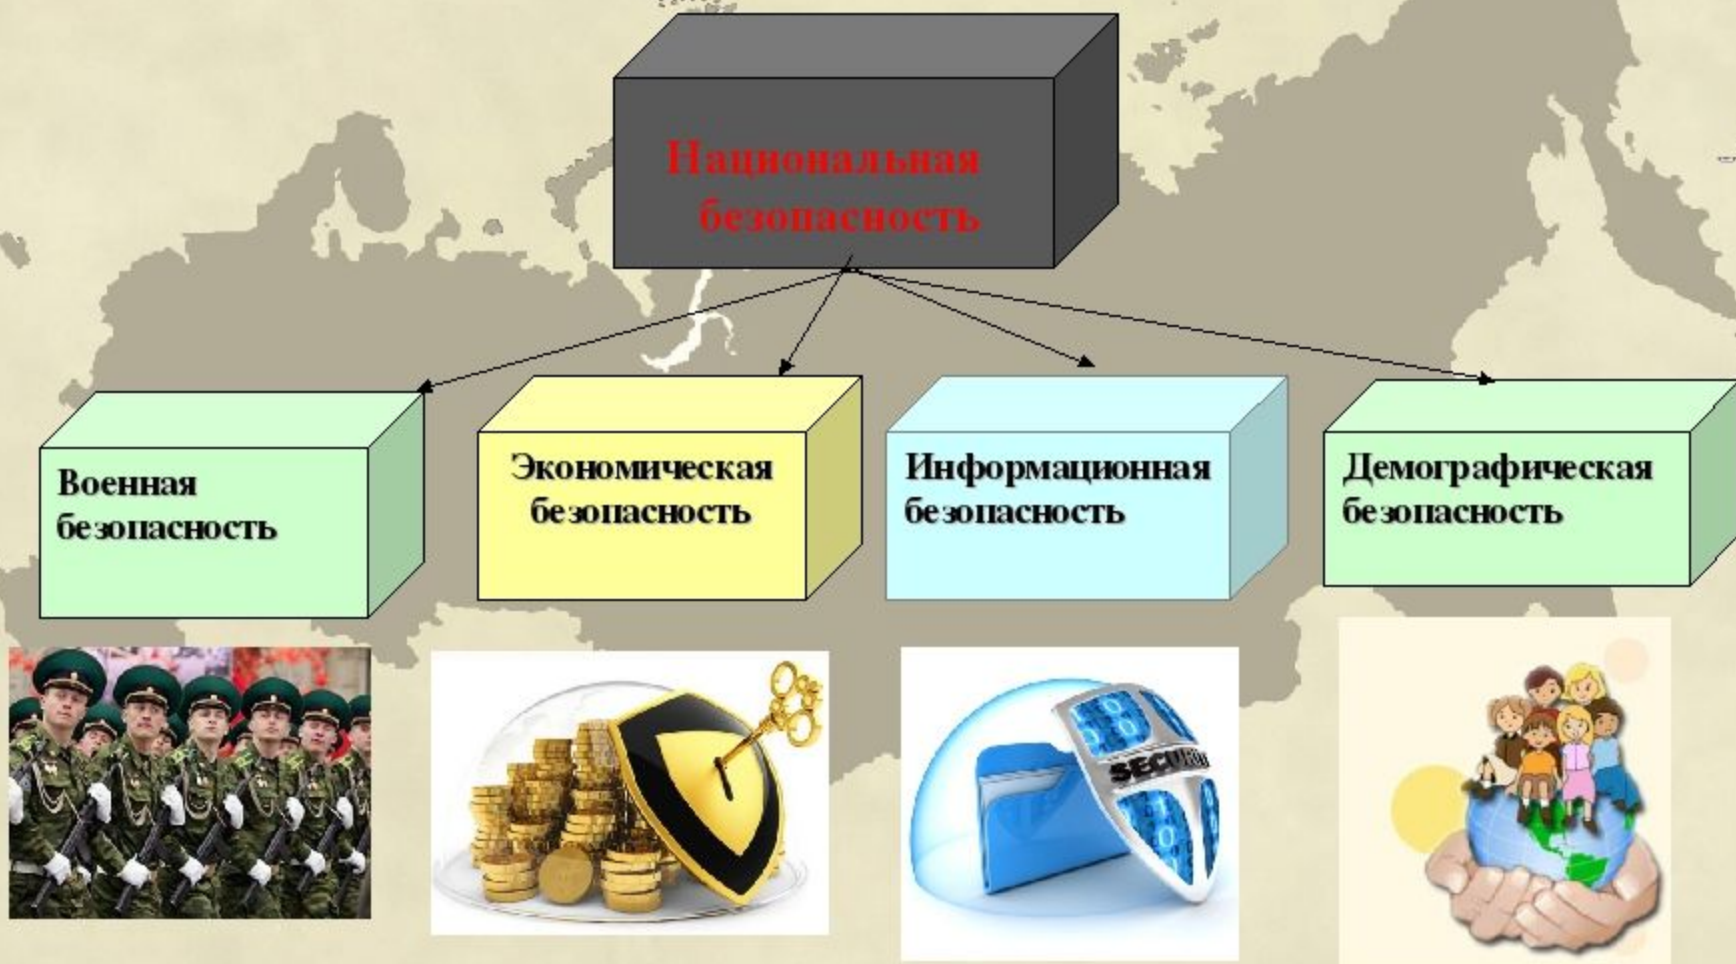 Национальная
безопасность
Военная
безопасность
Экономическая
безопасность
Информационная
безопасность
Демографическая
безопасность